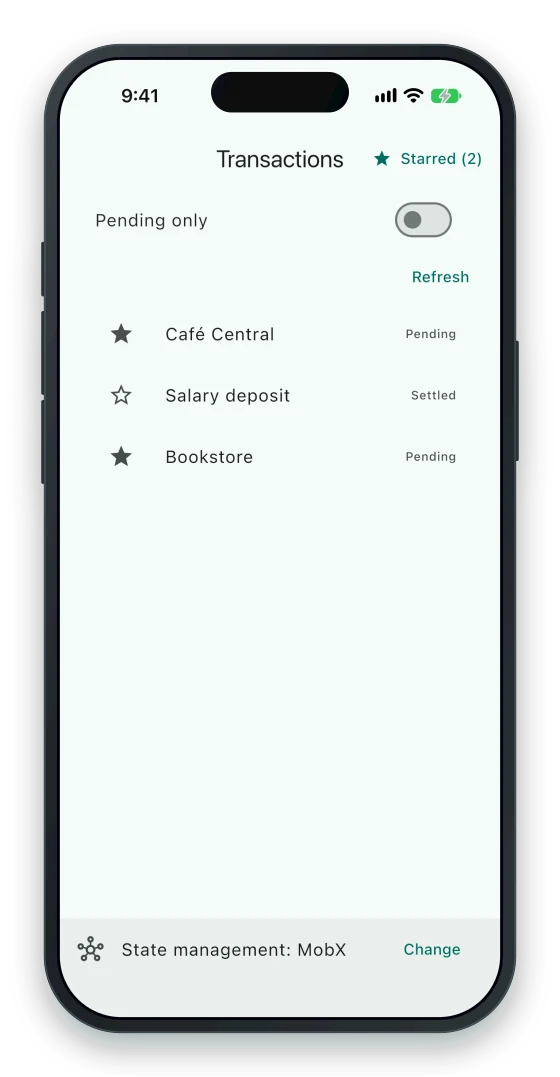 9:41
Transactions
Starred (2)
Pending only
Refresh
Café Central
Pending
Salary deposit
Settled
Bookstore
Pending
State management: MobX
Change